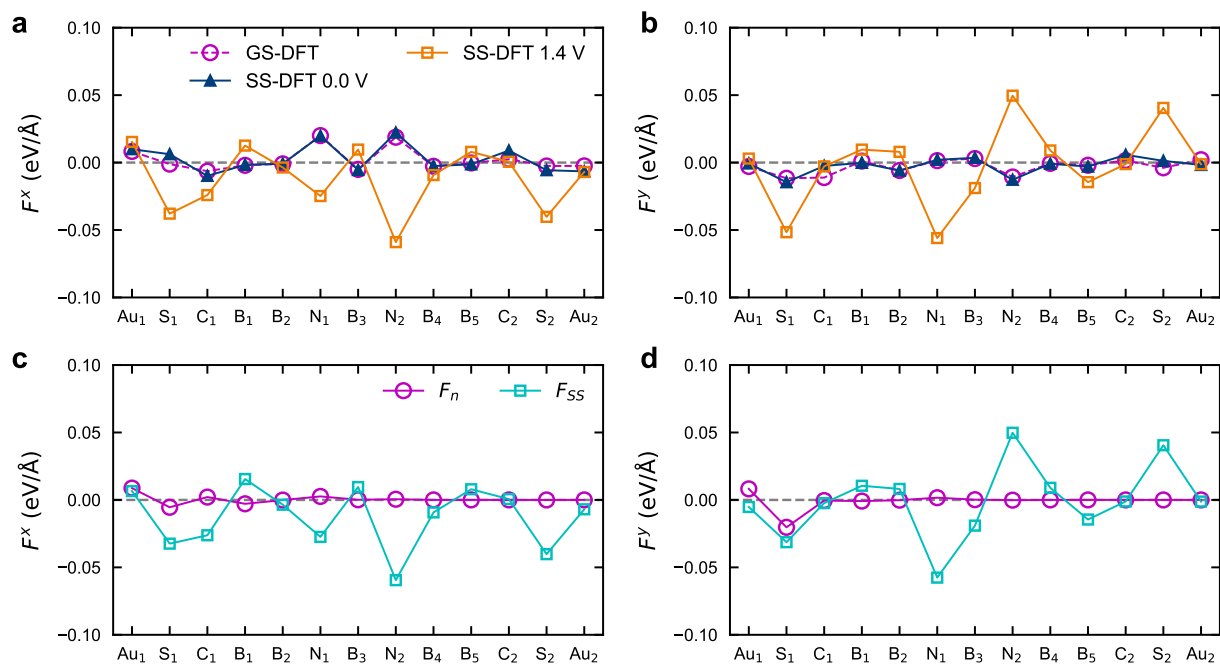 a
GS-DFT
SS-DFT 0.0 V
SS-DFT 1.4 V
0.10
0.05
0.00
−0.05
−0.10
Fˣ (eV/Å)
Au₁ S₁ C₁ B₁ B₂ N₁ B₃ N₂ B₄ B₅ C₂ S₂ Au₂
b
0.10
0.05
0.00
−0.05
−0.10
Fʸ (eV/Å)
Au₁ S₁ C₁ B₁ B₂ N₁ B₃ N₂ B₄ B₅ C₂ S₂ Au₂
c
Fₙ
F_SS
0.10
0.05
0.00
−0.05
−0.10
Fˣ (eV/Å)
Au₁ S₁ C₁ B₁ B₂ N₁ B₃ N₂ B₄ B₅ C₂ S₂ Au₂
d
0.10
0.05
0.00
−0.05
−0.10
Fʸ (eV/Å)
Au₁ S₁ C₁ B₁ B₂ N₁ B₃ N₂ B₄ B₅ C₂ S₂ Au₂